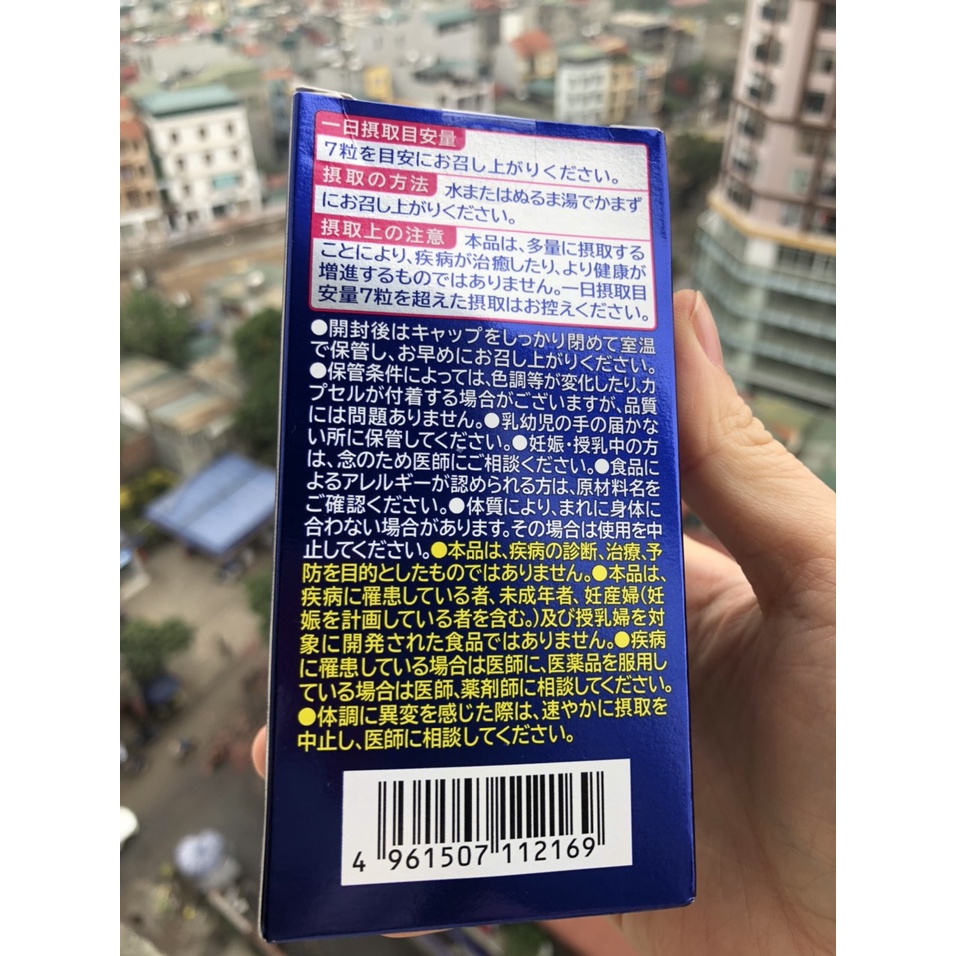 一日摂取目安量
7粒を目安にお召し上がりください。
摂取の方法 水またはぬるま湯でかまず
にお召し上がりください。
摂取上の注意 本品は、多量に摂取する
ことにより、疾病が治癒したり、より健康が
増進するものではありません。一日摂取目
安量7粒を超えた摂取はお控えください。
●開封後はキャップをしっかり閉めて室温
で保管し、お早めにお召し上がりください。
●保管条件によっては、色調等が変化したり、カ
プセルが付着する場合がございますが、品質
には問題ありません。●乳幼児の手の届かな
い所に保管してください。●妊娠・授乳中の方
は、念のため医師にご相談ください。●食品に
よるアレルギーが認められる方は、原材料名を
ご確認ください。●体質により、まれに身体に
合わない場合があります。その場合は使用を中
止してください。●本品は、疾病の診断、治療、予
防を目的としたものではありません。●本品は、
疾病に罹患している者、未成年者、妊産婦(妊
娠を計画している者を含む。)及び授乳婦を対
象に開発された食品ではありません。●疾病
に罹患している場合は医師に、医薬品を服用し
ている場合は医師、薬剤師に相談してください。
●体調に異変を感じた際は、速やかに摂取を
中止し、医師に相談してください。
4 961507 112169